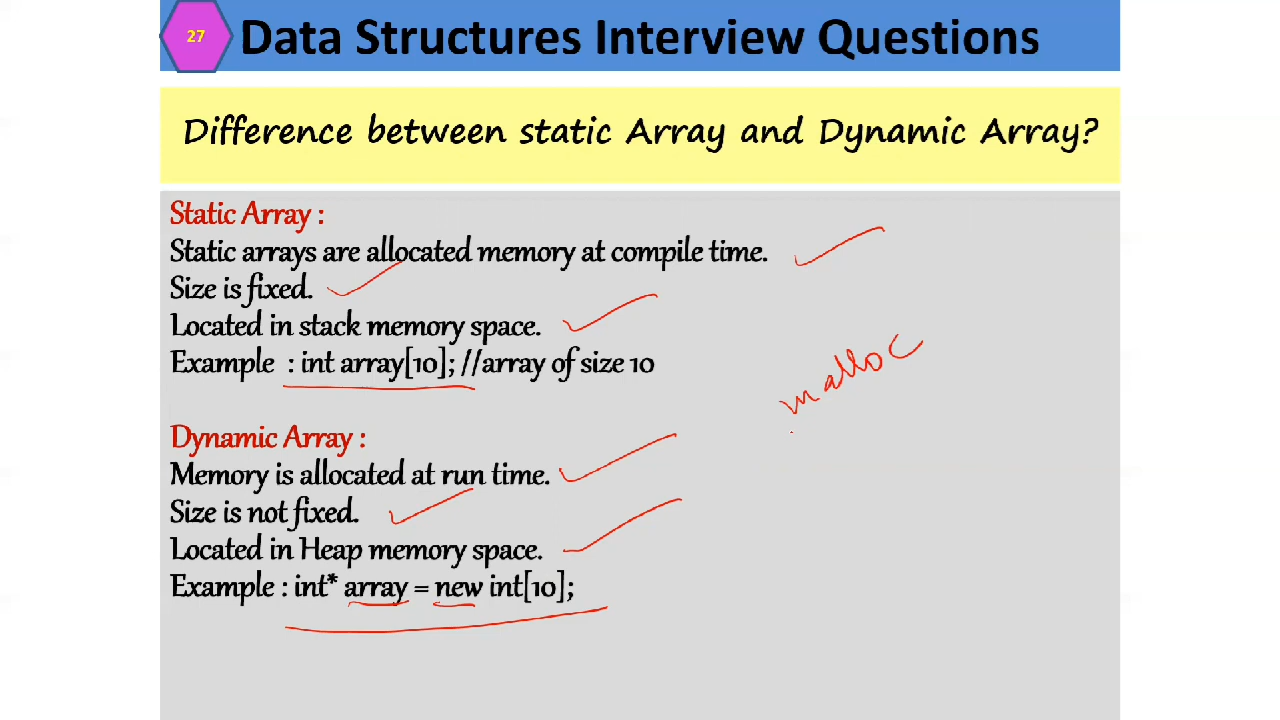 27
Data Structures Interview Questions
Difference between static Array and Dynamic Array?
Static Array :
Static arrays are allocated memory at compile time.
Size is fixed.
Located in stack memory space.
Example : int array[10]; //array of size 10
malloc
Dynamic Array :
Memory is allocated at run time.
Size is not fixed.
Located in Heap memory space.
Example : int* array = new int[10];